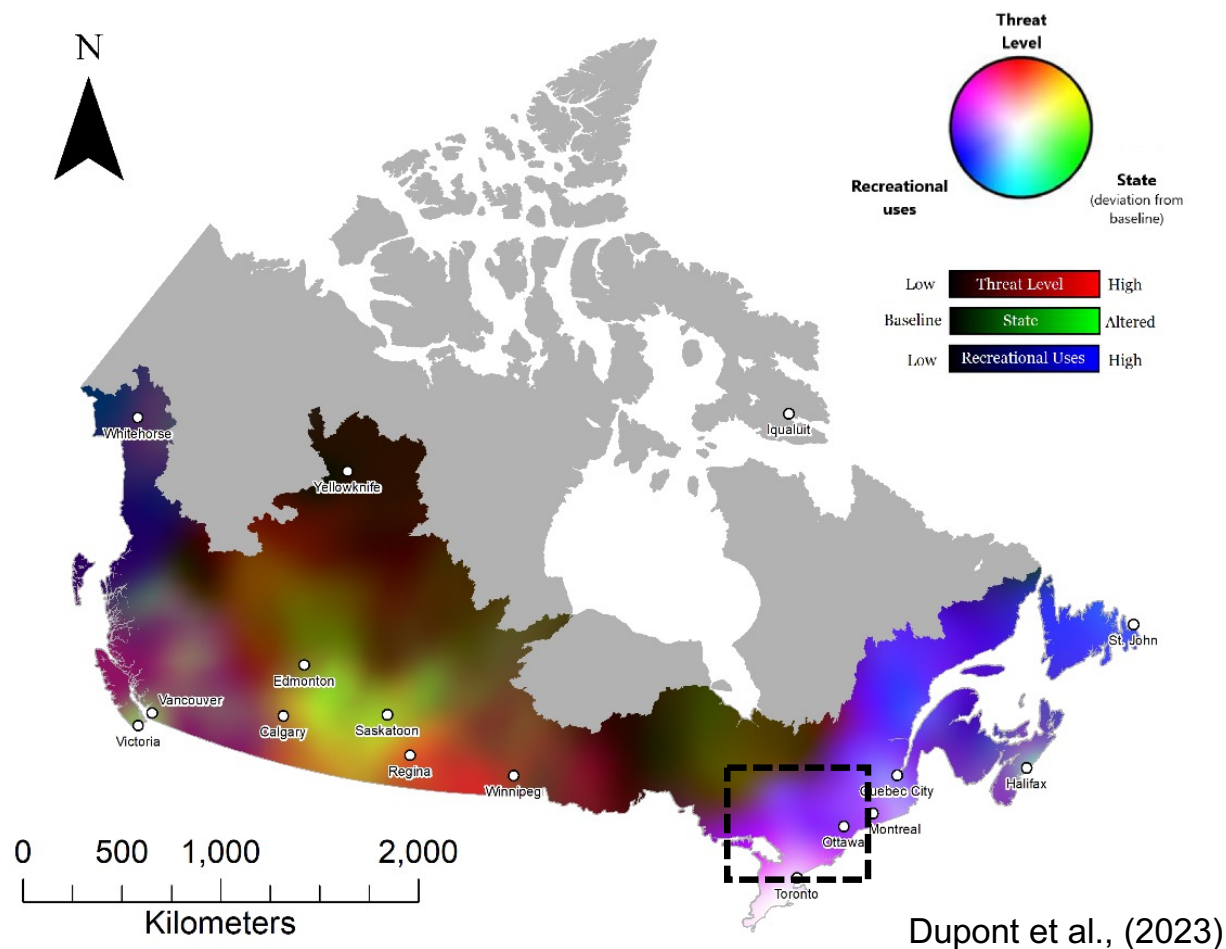 N
Threat
Level
Recreational
uses
State
(deviation from
baseline)
Low Threat Level High
Baseline State Altered
Low Recreational Uses High
Whitehorse
Yellowknife
Iqualuit
Edmonton
Vancouver
Victoria
Calgary
Saskatoon
Regina
Winnipeg
St. John
Quebec City
Halifax
Montreal
Ottawa
Toronto
0 500 1,000 2,000
Kilometers
Dupont et al., (2023)